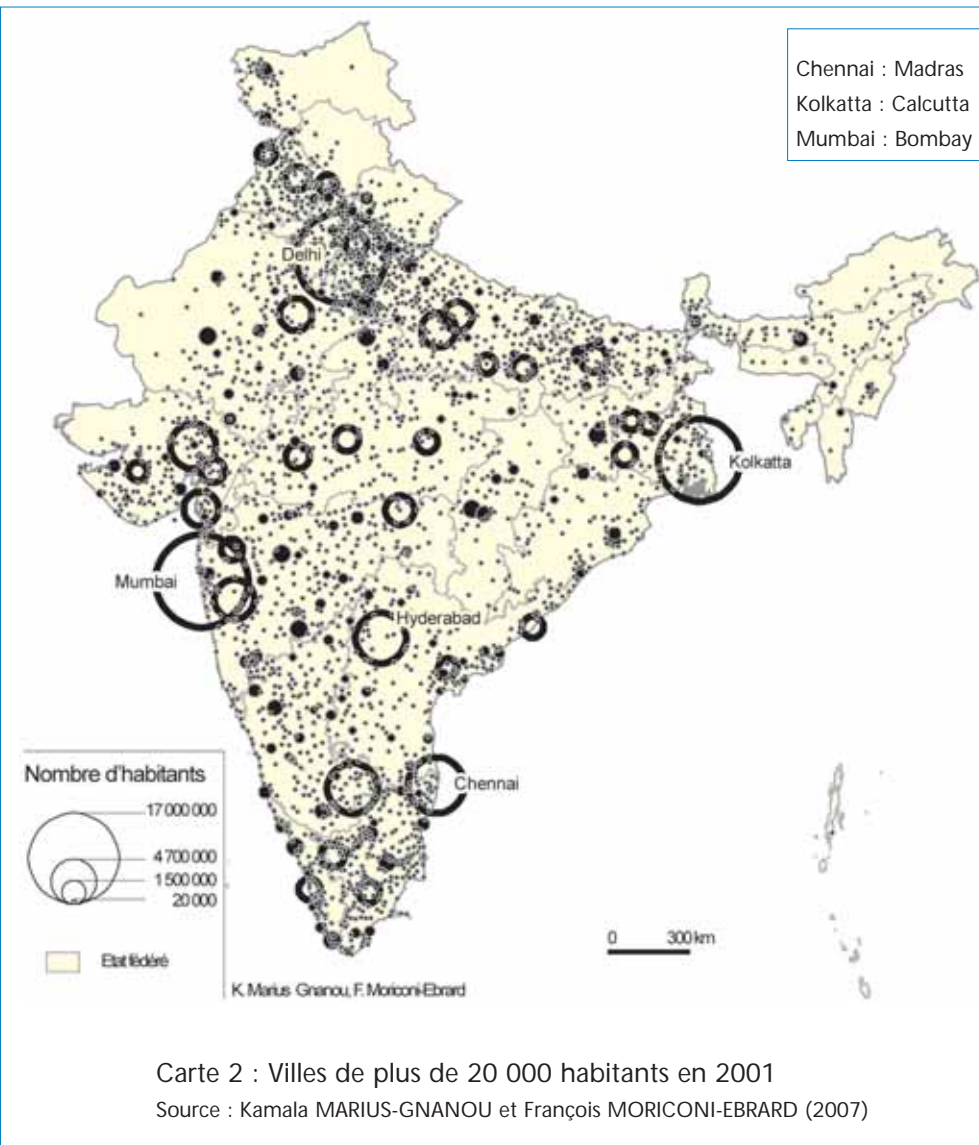 Chennai : Madras
Kolkatta : Calcutta
Mumbai : Bombay
Delhi
Kolkatta
Mumbai
Hyderabad
Chennai
Nombre d'habitants
17 000 000
4 700 000
1 500 000
20 000
Etat fédéré
0 300 km
K. Marius Gnanou, F. Moriconi-Ebrard
Carte 2 : Villes de plus de 20 000 habitants en 2001
Source : Kamala MARIUS-GNANOU et François MORICONI-EBRARD (2007)